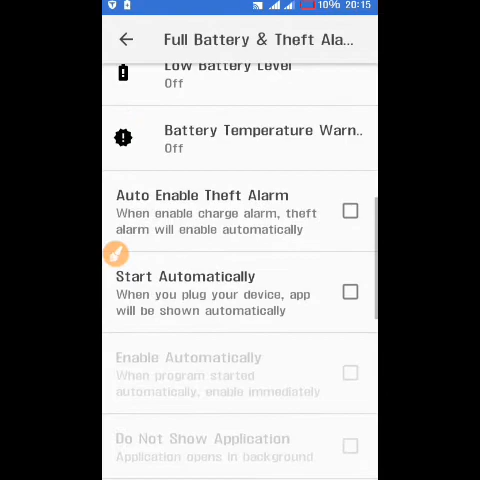 10% 20:15
Full Battery & Theft Ala...
Low Battery Level
Off
Battery Temperature Warn..
Off
Auto Enable Theft Alarm
When enable charge alarm, theft
alarm will enable automatically
Start Automatically
When you plug your device, app
will be shown automatically
Enable Automatically
When program started
automatically, enable immediately
Do Not Show Application
Application opens in background